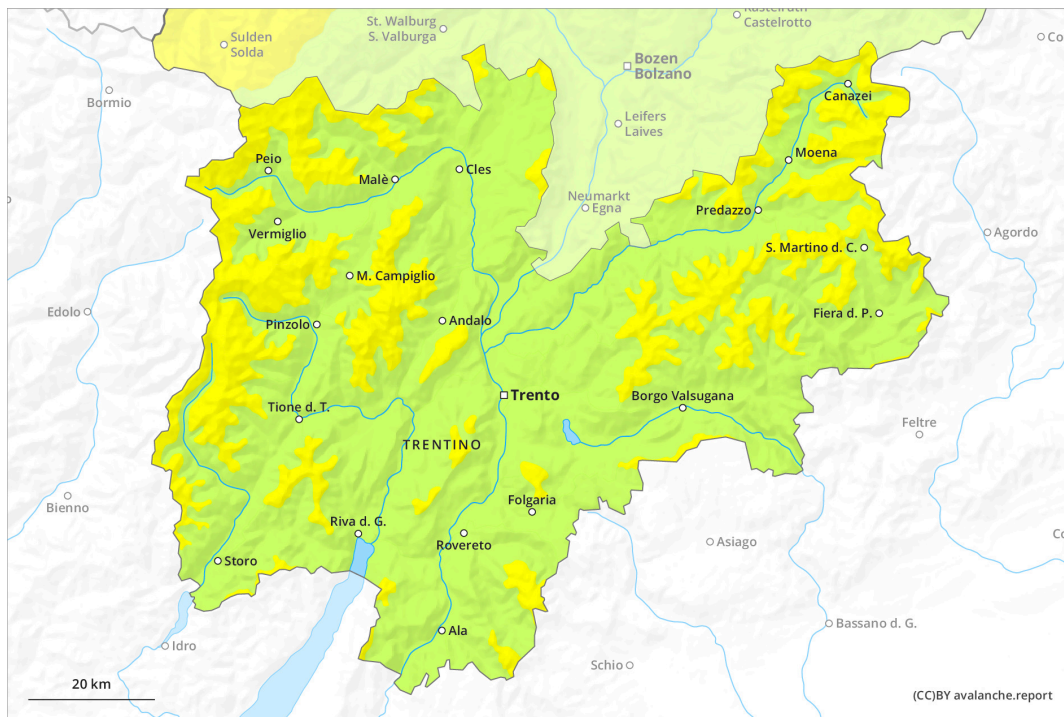 Kastelruth
Castelrotto
St. Walburg
S. Valburga
Sulden
Solda
Bozen
Bolzano
Co
Bormio
Canazei
Leifers
Laives
Moena
Peio
Cles
Malè
Neumarkt
Egna
Predazzo
Vermiglio
Agordo
S. Martino d. C.
M. Campiglio
Edolo
Fiera d. P.
Pinzolo
Andalo
Trento
Borgo Valsugana
Tione d. T.
Feltre
TRENTINO
Bienno
Folgaria
Riva d. G.
Rovereto
Asiago
Storo
Bassano d. G.
Ala
Idro
Schio
20 km
(CC)BY avalanche.report